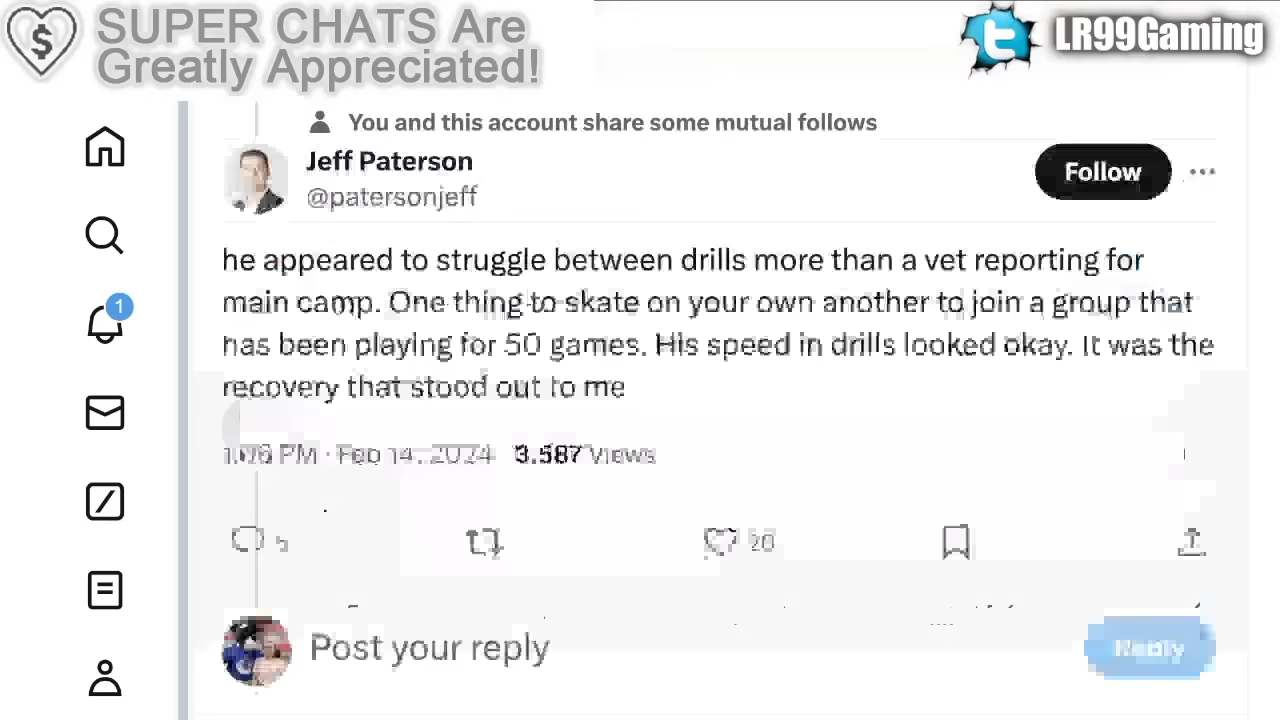 SUPER CHATS Are
Greatly Appreciated!
LR99Gaming
You and this account share some mutual follows
Jeff Paterson
@patersonjeff
Follow
he appeared to struggle between drills more than a vet reporting for
main camp. One thing to skate on your own another to join a group that
has been playing for 50 games. His speed in drills looked okay. It was the
recovery that stood out to me
PM · Feb 14, 2024 3,587 Views
5
20
1
Post your reply
Reply